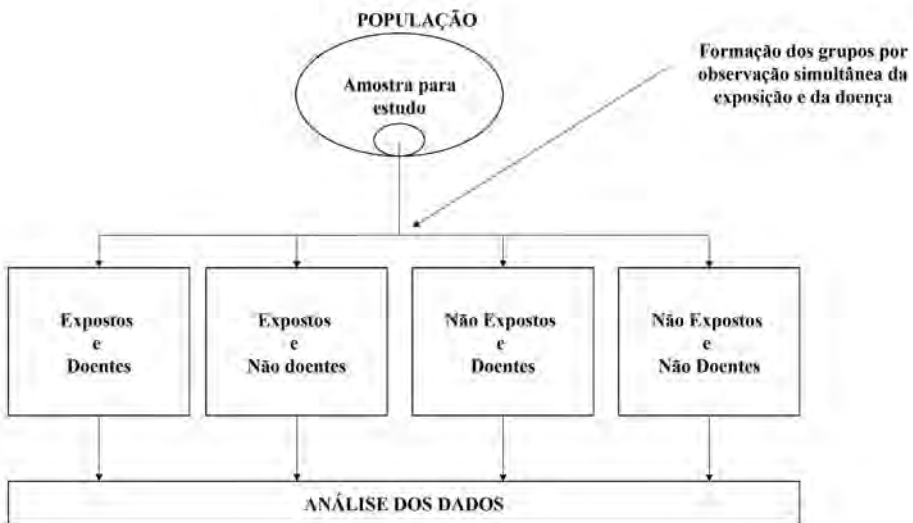 POPULAÇÃO
Amostra para
estudo
Formação dos grupos por
observação simultânea da
exposição e da doença
Expostos
e
Doentes
Expostos
e
Não doentes
Não Expostos
e
Doentes
Não Expostos
e
Não Doentes
ANÁLISE DOS DADOS